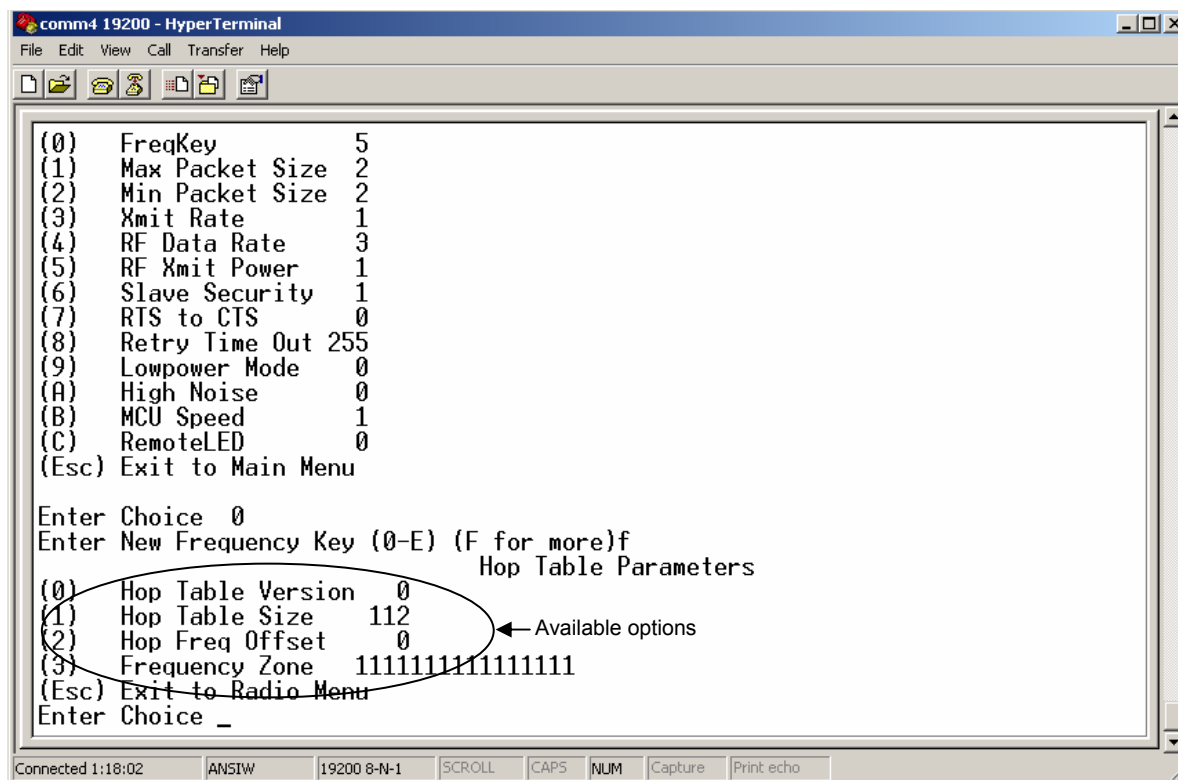 comm4 19200 - HyperTerminal
File Edit View Call Transfer Help
(0) FreqKey 5
(1) Max Packet Size 2
(2) Min Packet Size 2
(3) Xmit Rate 1
(4) RF Data Rate 3
(5) RF Xmit Power 1
(6) Slave Security 1
(7) RTS to CTS 0
(8) Retry Time Out 255
(9) Lowpower Mode 0
(A) High Noise 0
(B) MCU Speed 1
(C) RemoteLED 0
(Esc) Exit to Main Menu
Enter Choice 0
Enter New Frequency Key (0-E) (F for more)f
Hop Table Parameters
(0) Hop Table Version 0
(1) Hop Table Size 112
(2) Hop Freq Offset 0
Available options
(3) Frequency Zone 1111111111111111
(Esc) Exit to Radio Menu
Enter Choice _
Connected 1:18:02 ANSIW 19200 8-N-1 SCROLL CAPS NUM Capture Print echo